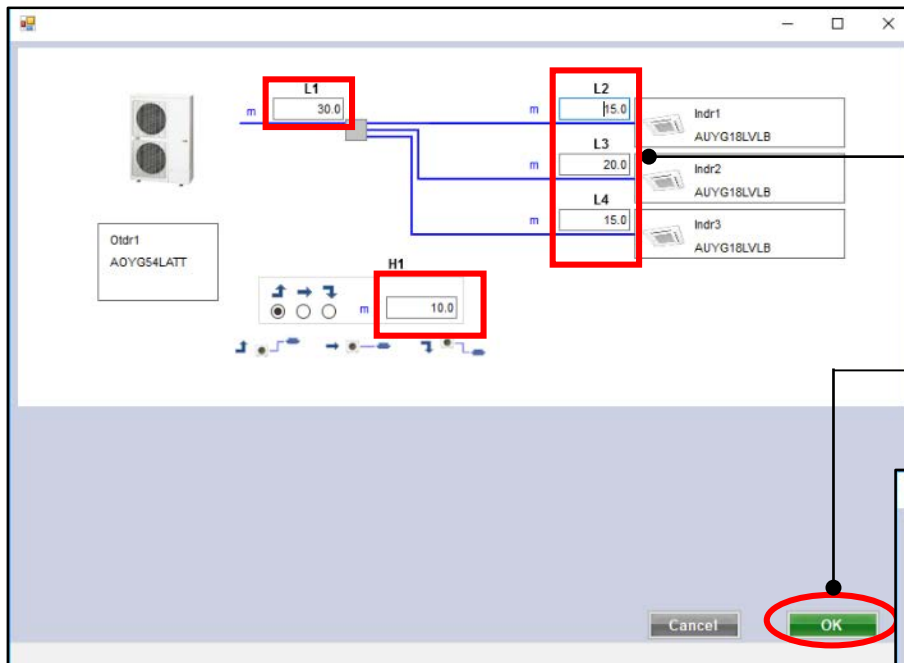 L1
m 30.0
L2
m 15.0
Indr1
AUYG18LVLB
L3
m 20.0
Indr2
AUYG18LVLB
L4
m 15.0
Indr3
AUYG18LVLB
Otdr1
AOYG54LATT
H1
m 10.0
Cancel
OK